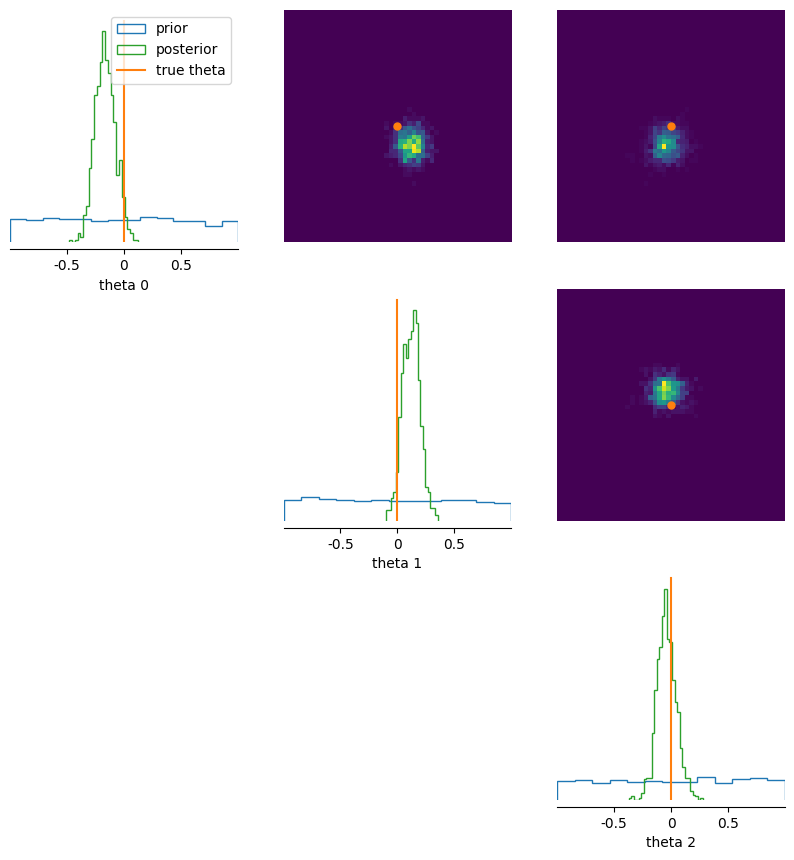 prior
posterior
true theta
-0.5 0 0.5
theta 0
-0.5 0 0.5
theta 1
-0.5 0 0.5
theta 2